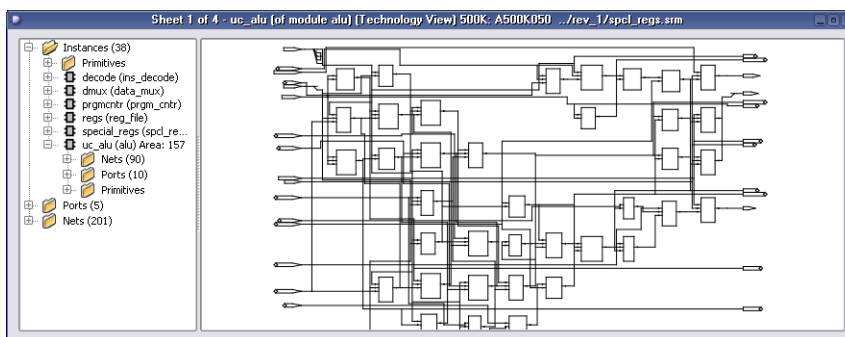 Sheet 1 of 4 - uc_alu (of module alu) (Technology View) 500K: A500K050 ../rev_1/spcl_regs.srm
Instances (38)
Primitives
decode (ins_decode)
dmux (data_mux)
prgmcntr (prgm_cntr)
regs (reg_file)
special_regs (spcl_re...
uc_alu (alu) Area: 157
Nets (90)
Ports (10)
Primitives
Ports (5)
Nets (201)